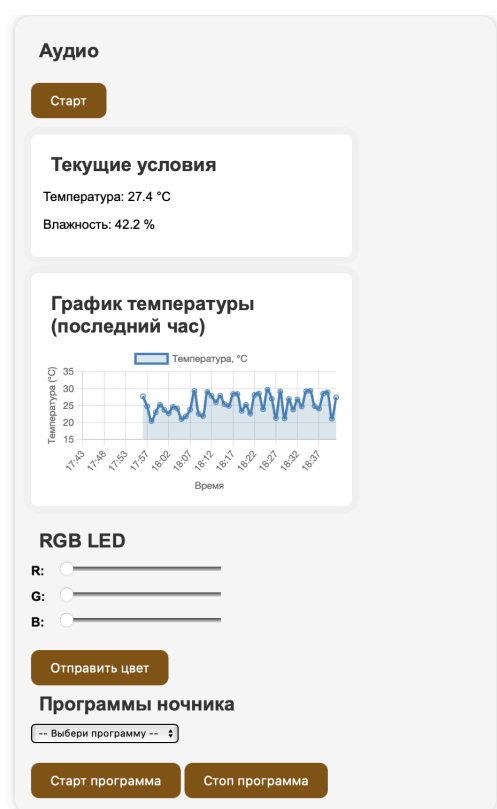 Аудио
Старт
Текущие условия
Температура: 27.4 °C
Влажность: 42.2 %
График температуры
(последний час)
Температура, °C
Температура (°C)
35
30
25
20
15
17:43
17:48
17:53
17:57
18:02
18:07
18:12
18:17
18:22
18:27
18:32
18:37
Время
RGB LED
R:
G:
B:
Отправить цвет
Программы ночника
-- Выбери программу --
Старт программа
Стоп программа